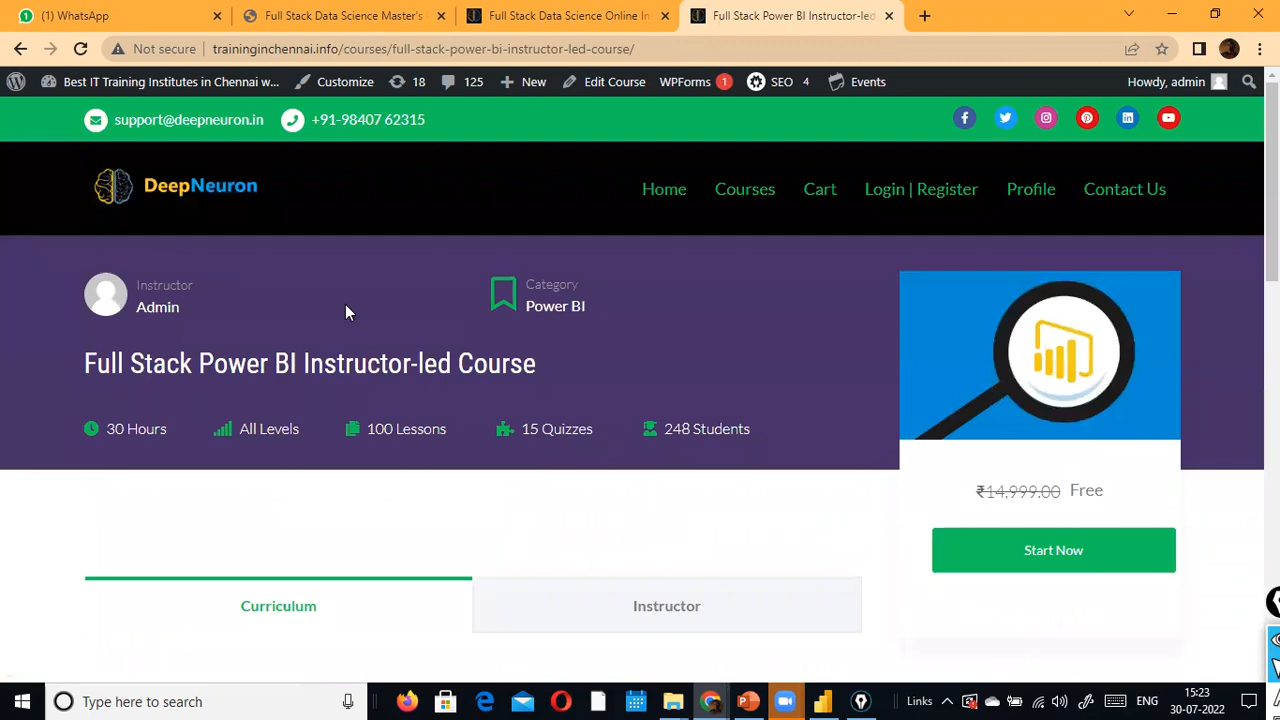 (1) WhatsApp
Full Stack Data Science Master's
Full Stack Data Science Online In
Full Stack Power BI Instructor-led
Not secure
traininginchennai.info/courses/full-stack-power-bi-instructor-led-course/
Best IT Training Institutes in Chennai w...
Customize
18
125
New
Edit Course
WPForms
1
SEO
4
Events
Howdy, admin
support@deepneuron.in
+91-98407 62315
DeepNeuron
Home
Courses
Cart
Login | Register
Profile
Contact Us
Instructor
Admin
Category
Power BI
Full Stack Power BI Instructor-led Course
30 Hours
All Levels
100 Lessons
15 Quizzes
248 Students
₹14,999.00 Free
Start Now
Curriculum
Instructor
Type here to search
Links
ENG
15:23
30-07-2022